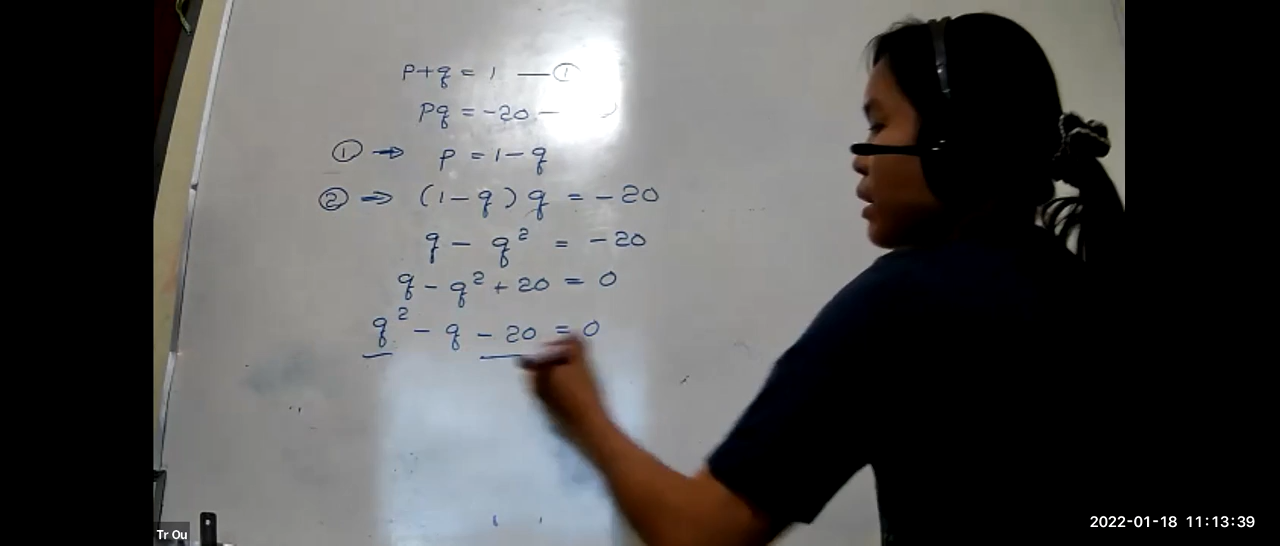 p+q = 1 — ①
pq = -20 —
① ⇒ p = 1-q
② ⇒ (1-q) q = -20
q - q² = -20
q - q² + 20 = 0
q² - q - 20 = 0
Tr Ou
2022-01-18 11:13:39